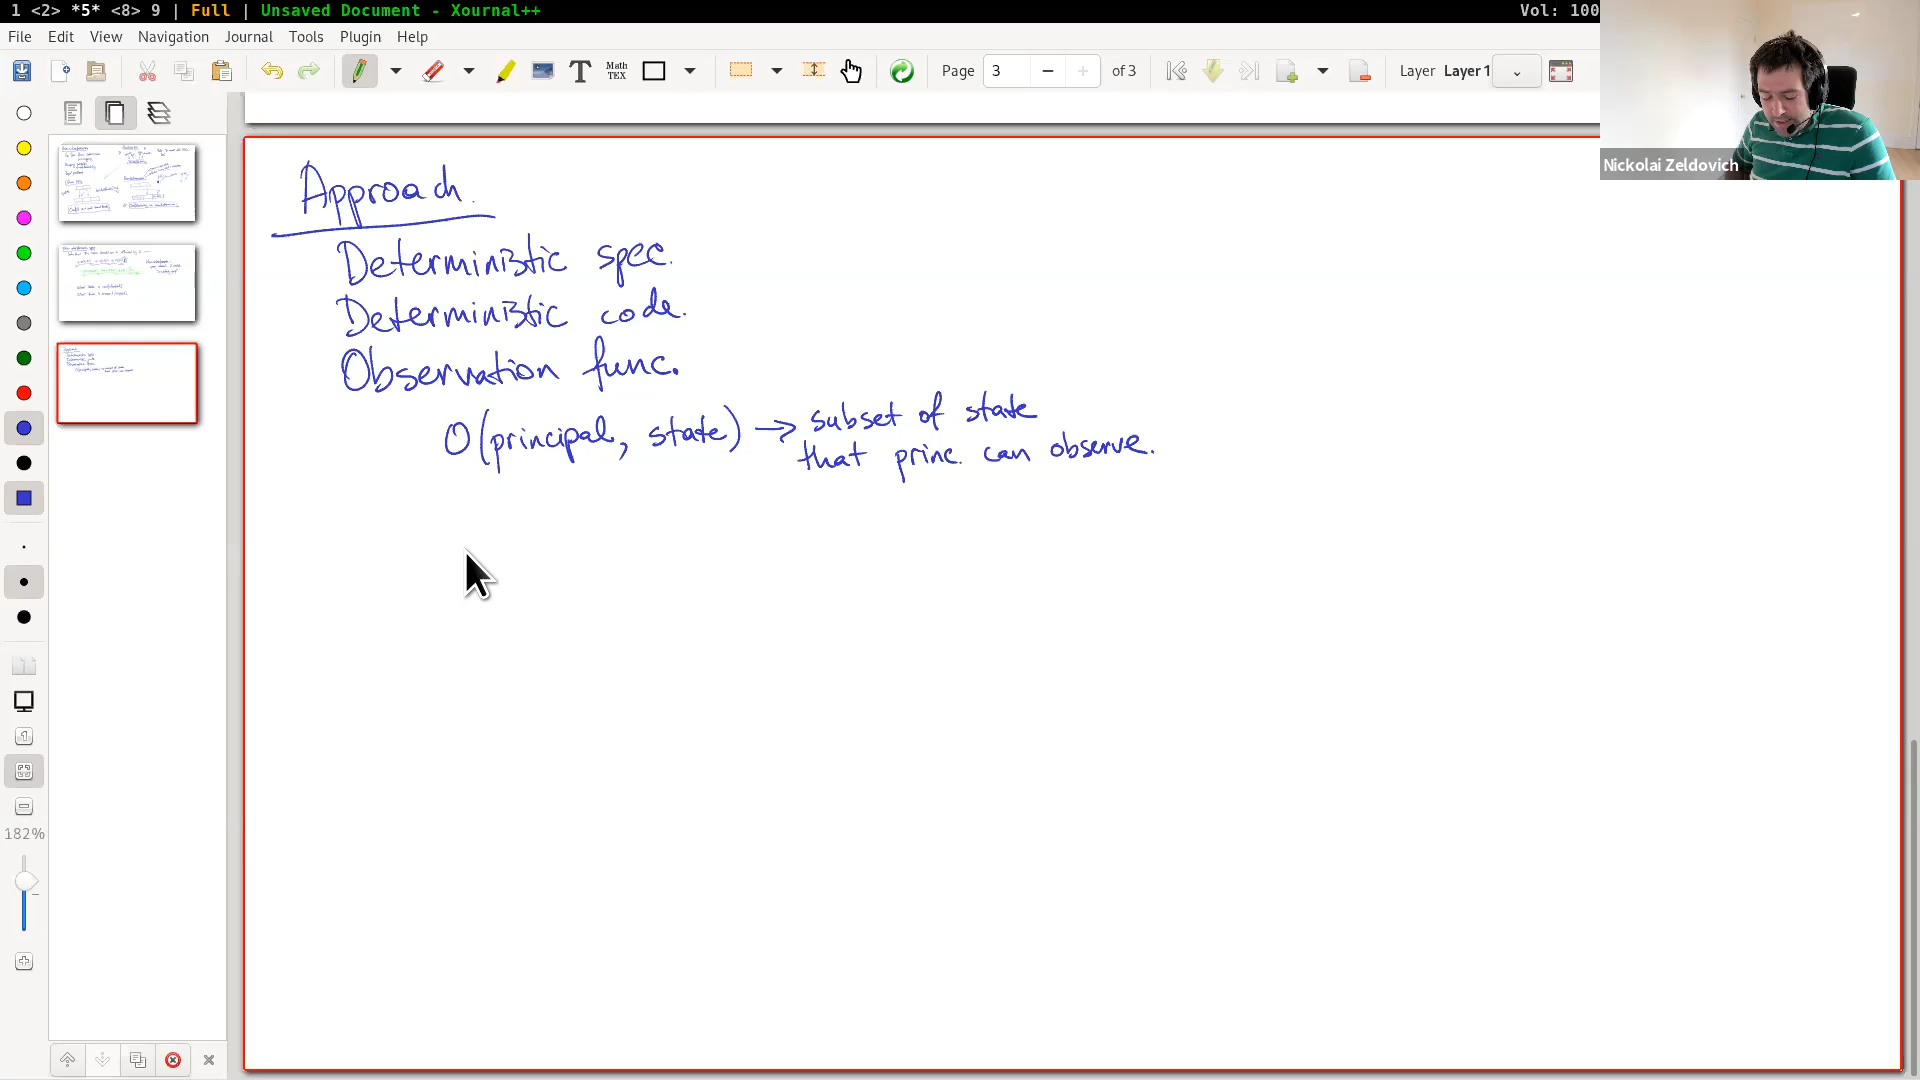 1 <2> *5* <8> 9 | Full | Unsaved Document - Xournal++
Vol: 100
File Edit View Navigation Journal Tools Plugin Help
Math
TEX
T
Page 3 of 3
Layer Layer 1
Nickolai Zeldovich
Approach.
Deterministic spec.
Deterministic code.
Observation func.
O(principal, state) → subset of state
that princ. can observe.
182%